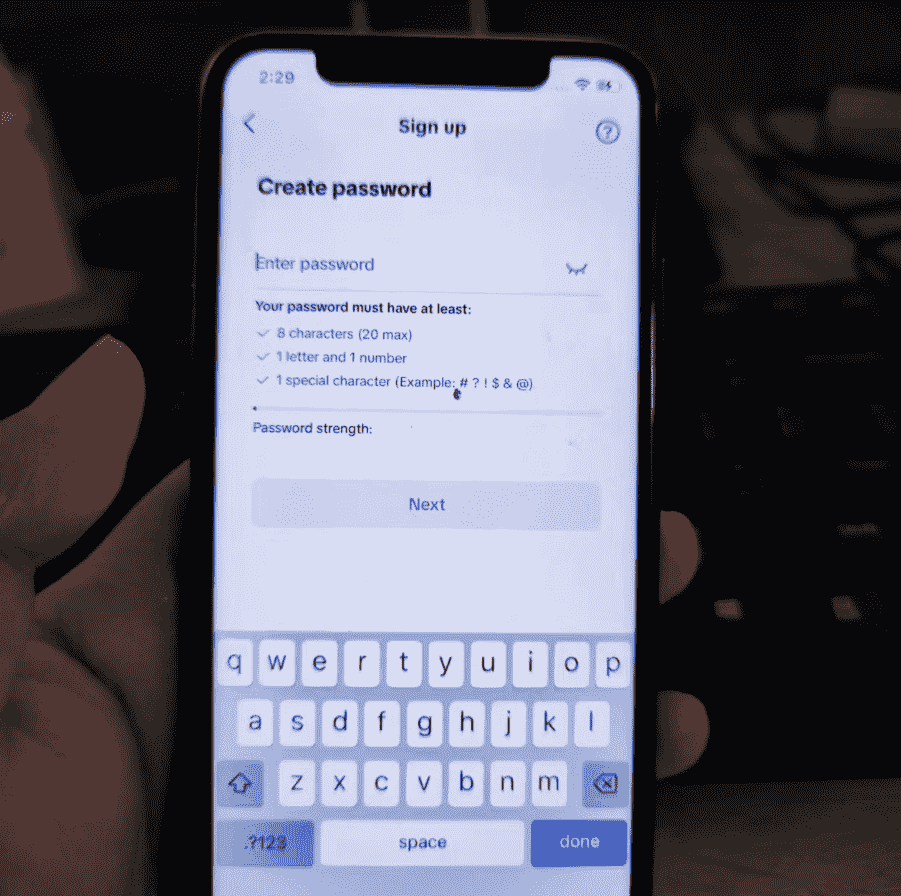 2:29
Sign up
Create password
Enter password
Your password must have at least:
8 characters (20 max)
1 letter and 1 number
1 special character (Example: # ? ! $ & @)
Password strength:
Next
q w e r t y u i o p
a s d f g h j k l
z x c v b n m
.?123 space done